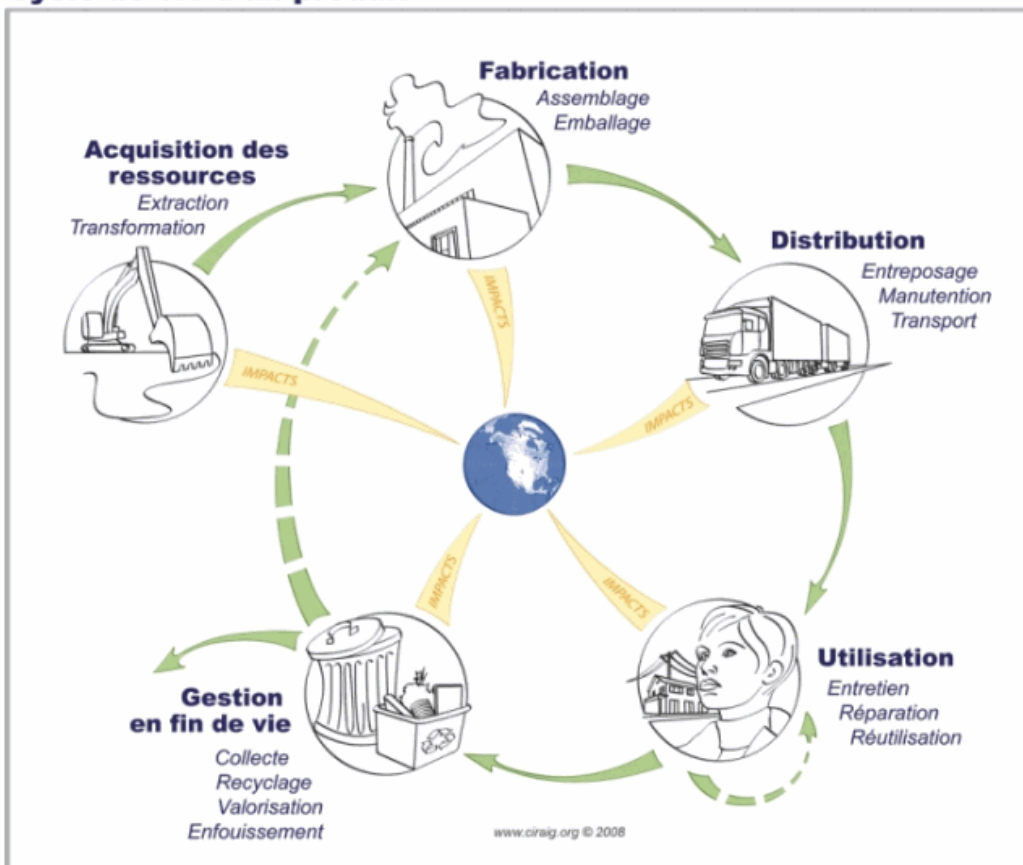 Fabrication
Assemblage
Emballage
Acquisition des
ressources
Extraction
Transformation
Distribution
Entreposage
Manutention
Transport
IMPACTS
IMPACTS
IMPACTS
IMPACTS
IMPACTS
Utilisation
Entretien
Réparation
Réutilisation
Gestion
en fin de vie
Collecte
Recyclage
Valorisation
Enfouissement
www.ciraig.org © 2008